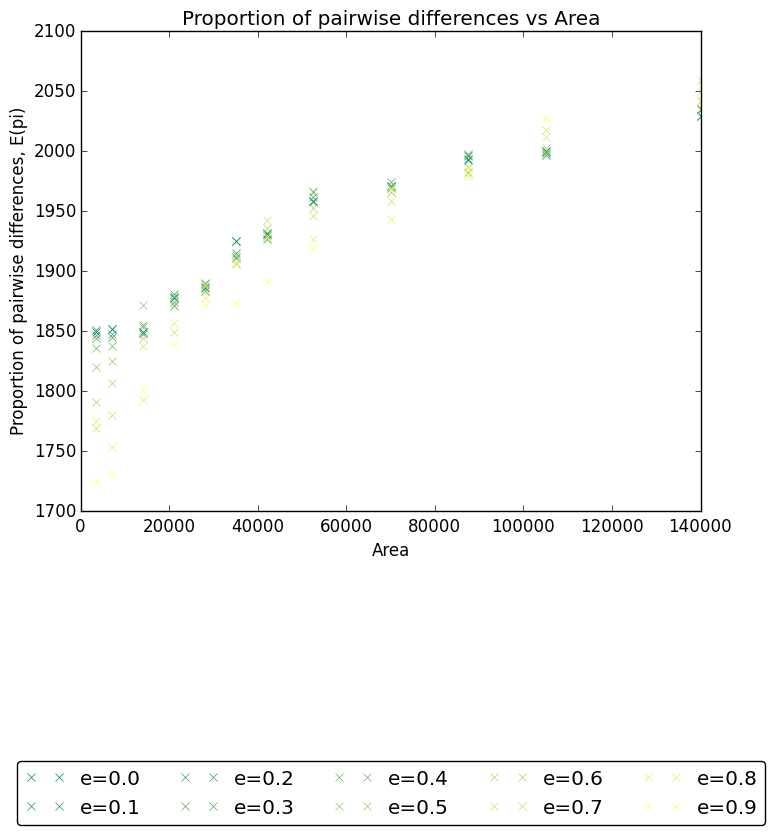 Proportion of pairwise differences vs Area
Proportion of pairwise differences, E(pi)
2100
2050
2000
1950
1900
1850
1800
1750
1700
0 20000 40000 60000 80000 100000 120000 140000
Area
e=0.0 e=0.2 e=0.4 e=0.6 e=0.8
e=0.1 e=0.3 e=0.5 e=0.7 e=0.9